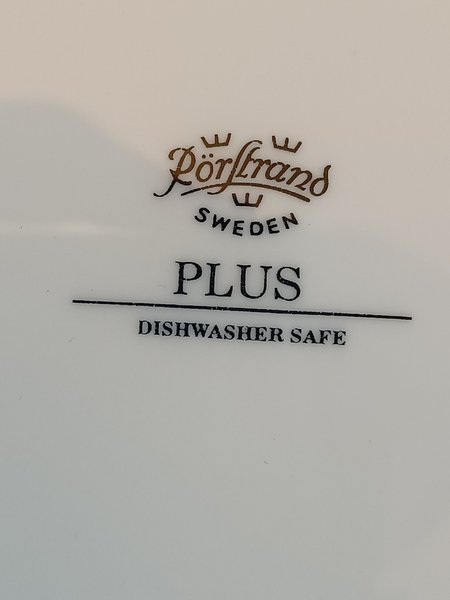 Rörstrand
SWEDEN
PLUS
DISHWASHER SAFE